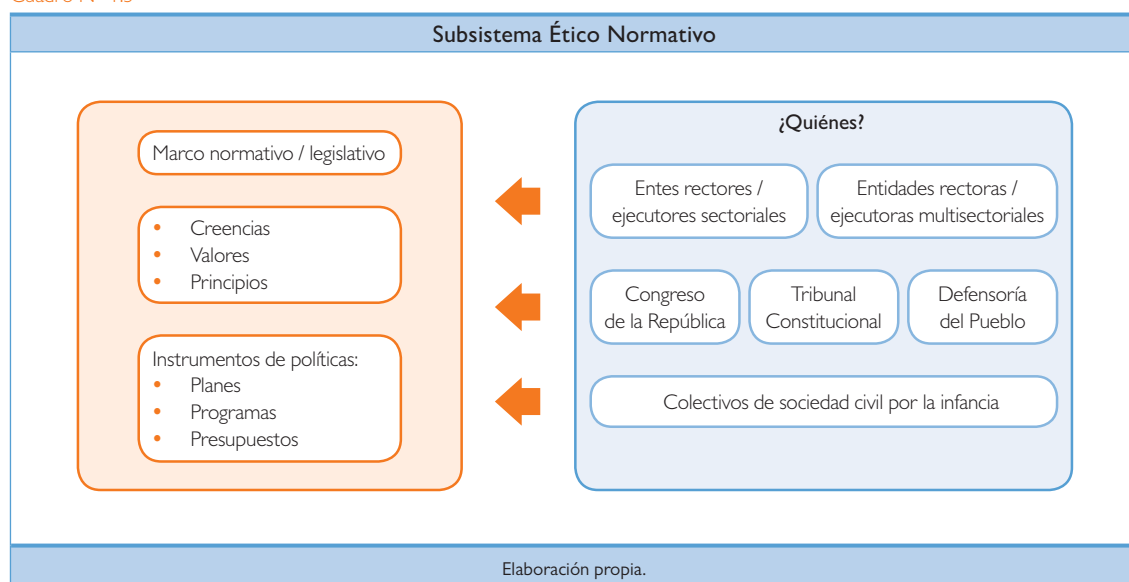 Subsistema Ético Normativo
Marco normativo / legislativo
• Creencias
• Valores
• Principios
Instrumentos de políticas:
• Planes
• Programas
• Presupuestos
¿Quiénes?
Entes rectores /
ejecutores sectoriales
Entidades rectoras /
ejecutoras multisectoriales
Congreso
de la República
Tribunal
Constitucional
Defensoría
del Pueblo
Colectivos de sociedad civil por la infancia
Elaboración propia.